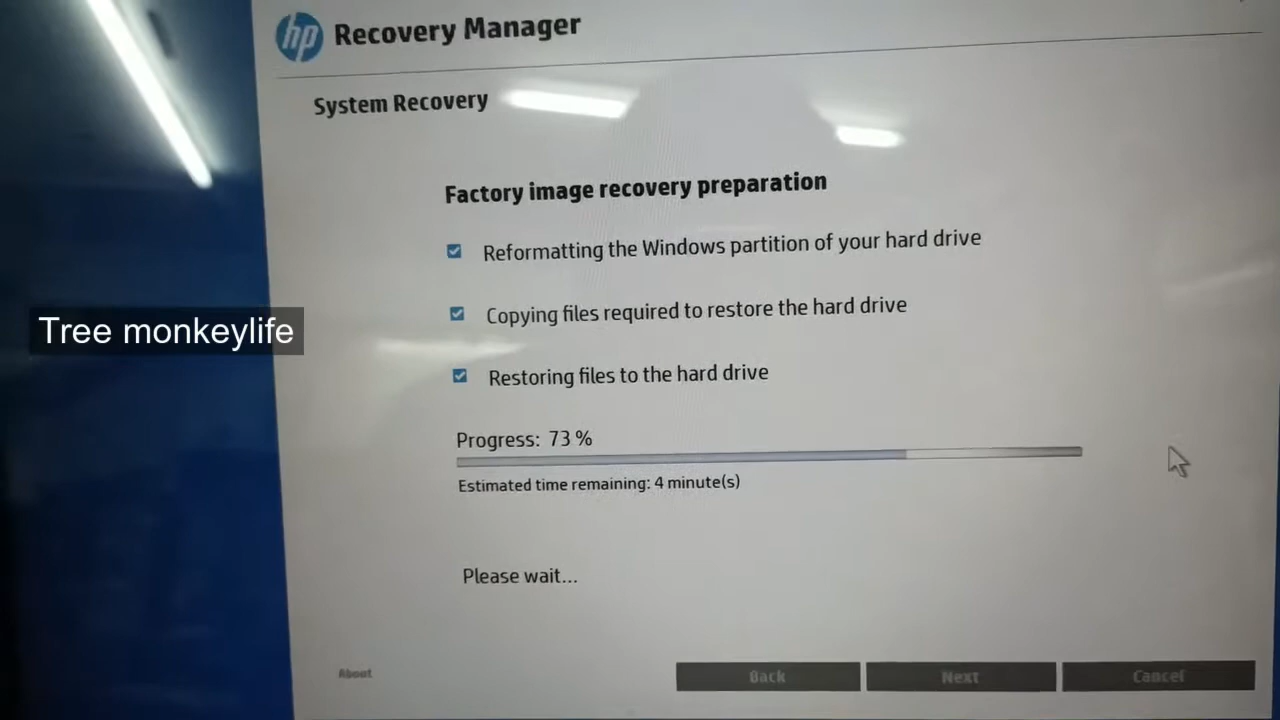 hp Recovery Manager
System Recovery
Factory image recovery preparation
Reformatting the Windows partition of your hard drive
Copying files required to restore the hard drive
Tree monkeylife
Restoring files to the hard drive
Progress: 73 %
Estimated time remaining: 4 minute(s)
Please wait...
About
Back Next Cancel